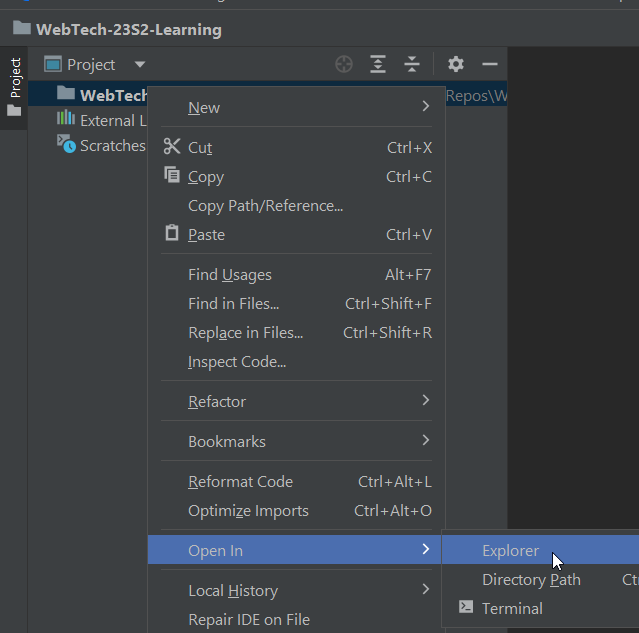 WebTech-23S2-Learning
Project
Project
WebTech
Repos\W
External L
Scratches
New
Cut Ctrl+X
Copy Ctrl+C
Copy Path/Reference...
Paste Ctrl+V
Find Usages Alt+F7
Find in Files... Ctrl+Shift+F
Replace in Files... Ctrl+Shift+R
Inspect Code...
Refactor
Bookmarks
Reformat Code Ctrl+Alt+L
Optimize Imports Ctrl+Alt+O
Open In
Explorer
Directory Path Ct
Terminal
Local History
Repair IDE on File